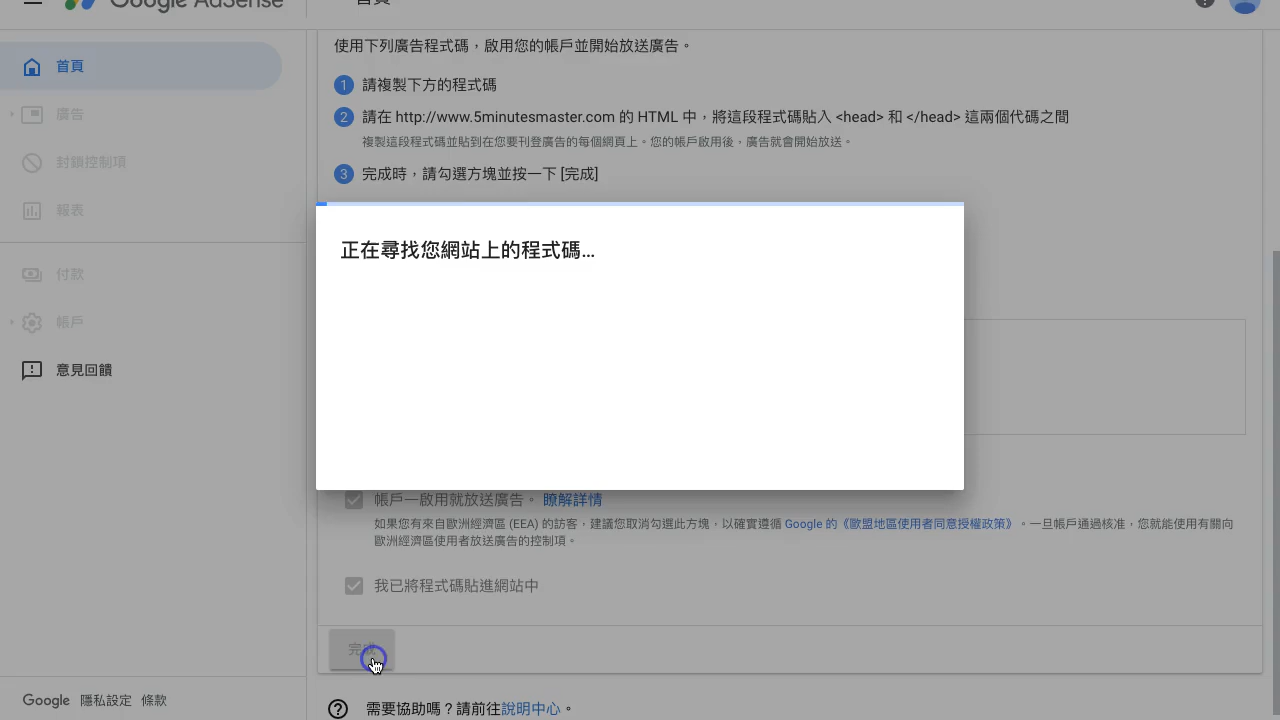 Google AdSense
首頁
首頁
廣告
封鎖控制項
報表
付款
帳戶
意見回饋
Google 隱私設定 條款
使用下列廣告程式碼，啟用您的帳戶並開始放送廣告。
1 請複製下方的程式碼
2 請在 http://www.5minutesmaster.com 的 HTML 中，將這段程式碼貼入 <head> 和 </head> 這兩個代碼之間
複製這段程式碼並貼到在您要刊登廣告的每個網頁上。您的帳戶啟用後，廣告就會開始放送。
3 完成時，請勾選方塊並按一下 [完成]
正在尋找您網站上的程式碼...
帳戶一啟用就放送廣告。 瞭解詳情
如果您有來自歐洲經濟區 (EEA) 的訪客，建議您取消勾選此方塊，以確實遵循 Google 的《歐盟地區使用者同意授權政策》。一旦帳戶通過核准，您就能使用有關向
歐洲經濟區使用者放送廣告的控制項。
我已將程式碼貼進網站中
完成
需要協助嗎？請前往說明中心。